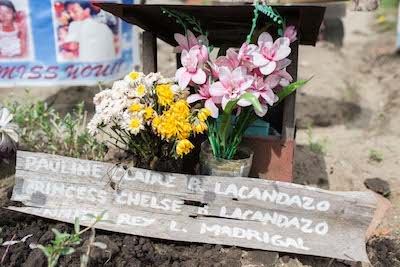 MISS YOU!
PAULINE CLAIRE B LACANDAZO
PRINCESS CHELSE B LACANDAZO
REY L. MADRIGAL